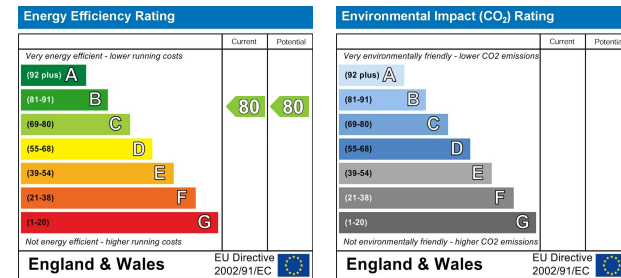 Energy Efficiency Rating
Current Potential
Very energy efficient - lower running costs
(92 plus) A
(81-91) B
80 80
(69-80) C
(55-68) D
(39-54) E
(21-38) F
(1-20) G
Not energy efficient - higher running costs
England & Wales
EU Directive
2002/91/EC
Environmental Impact (CO₂) Rating
Current Potentia
Very environmentally friendly - lower CO2 emissions
(92 plus) A
(81-91) B
(69-80) C
(55-68) D
(39-54) E
(21-38) F
(1-20) G
Not environmentally friendly - higher CO2 emissions
England & Wales
EU Directive
2002/91/EC